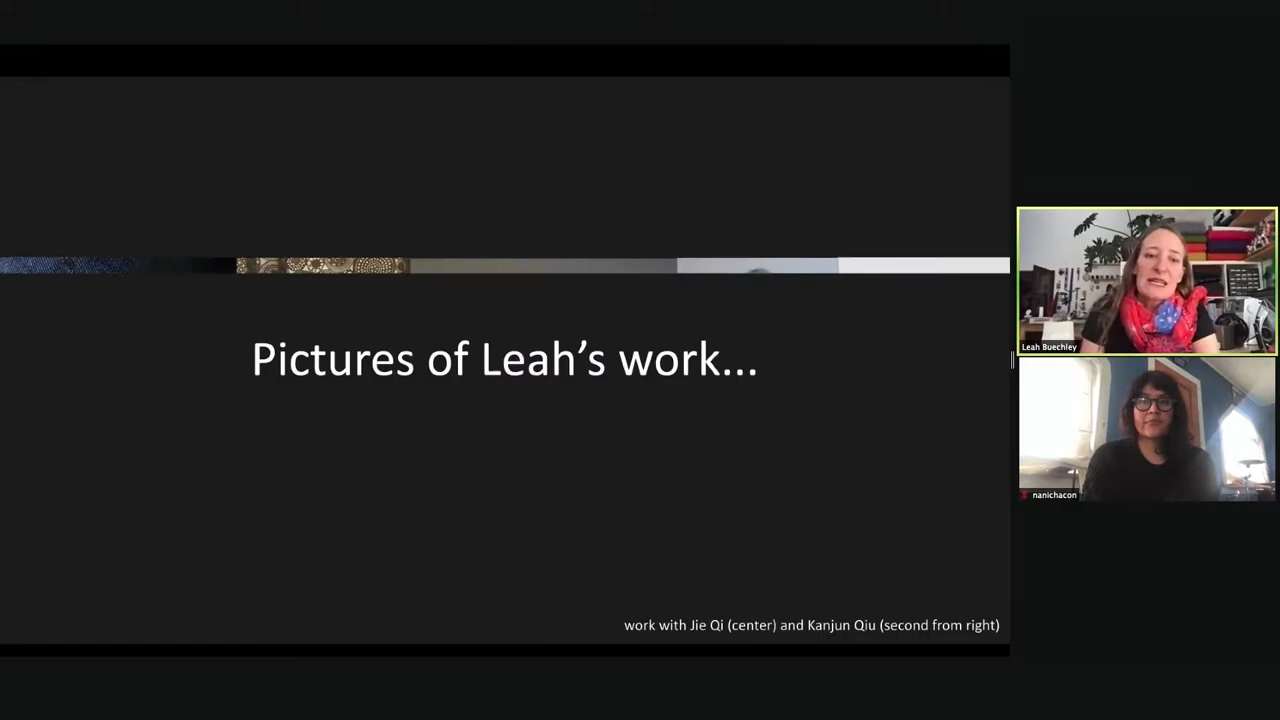 Pictures of Leah’s work...
work with Jie Qi (center) and Kanjun Qiu (second from right)
Leah Buechley
nanichacon